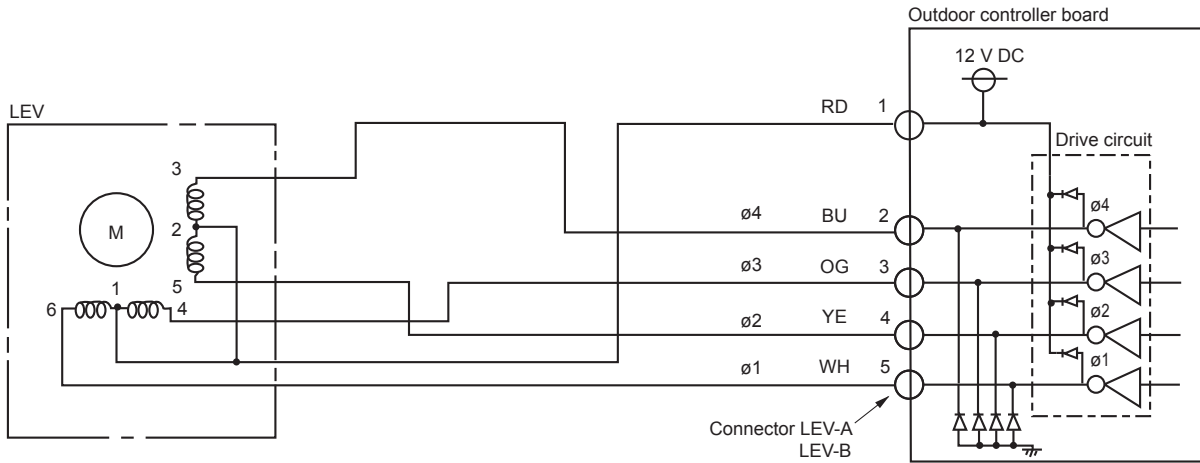 Outdoor controller board
12 V DC
LEV
RD 1
Drive circuit
3
ø4 BU 2 ø4
M
2
ø3 OG 3 ø3
5
1
6 4
ø2 YE 4 ø2
ø1 WH 5 ø1
Connector LEV-A
LEV-B